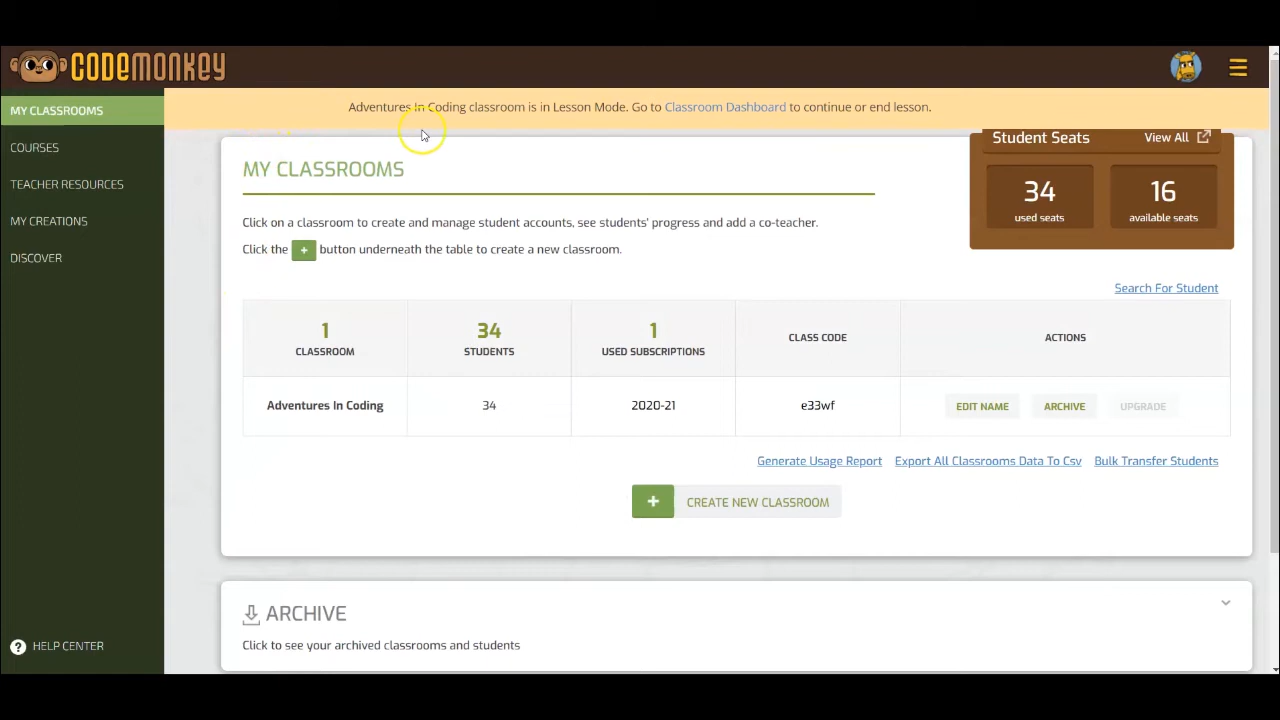 CODEMONKEY
MY CLASSROOMS
COURSES
TEACHER RESOURCES
MY CREATIONS
DISCOVER
? HELP CENTER
Adventures In Coding classroom is in Lesson Mode. Go to Classroom Dashboard to continue or end lesson.
MY CLASSROOMS
Click on a classroom to create and manage student accounts, see students' progress and add a co-teacher.
Click the + button underneath the table to create a new classroom.
Student Seats View All
34 16
used seats available seats
Search For Student
1 34 1
CLASSROOM STUDENTS USED SUBSCRIPTIONS CLASS CODE ACTIONS
Adventures In Coding 34 2020-21 e33wf EDIT NAME ARCHIVE UPGRADE
Generate Usage Report Export All Classrooms Data To Csv Bulk Transfer Students
+ CREATE NEW CLASSROOM
ARCHIVE
Click to see your archived classrooms and students